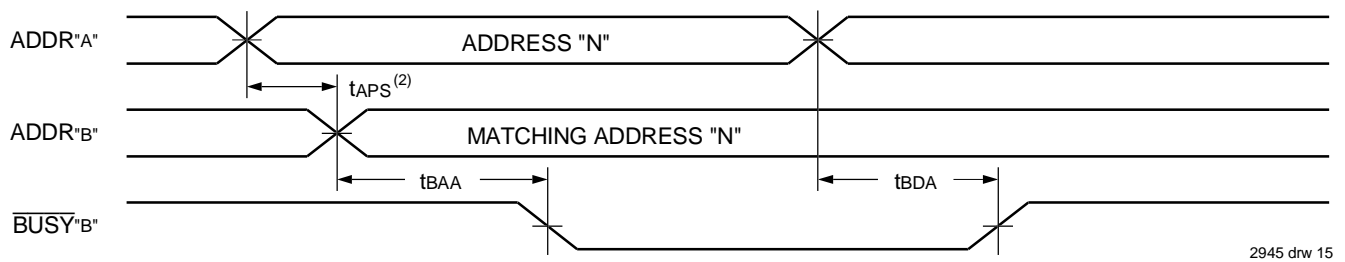 ADDR"A"
ADDRESS "N"
tAPS(2)
ADDR"B"
MATCHING ADDRESS "N"
tBAA
tBDA
BUSY"B"
2945 drw 15